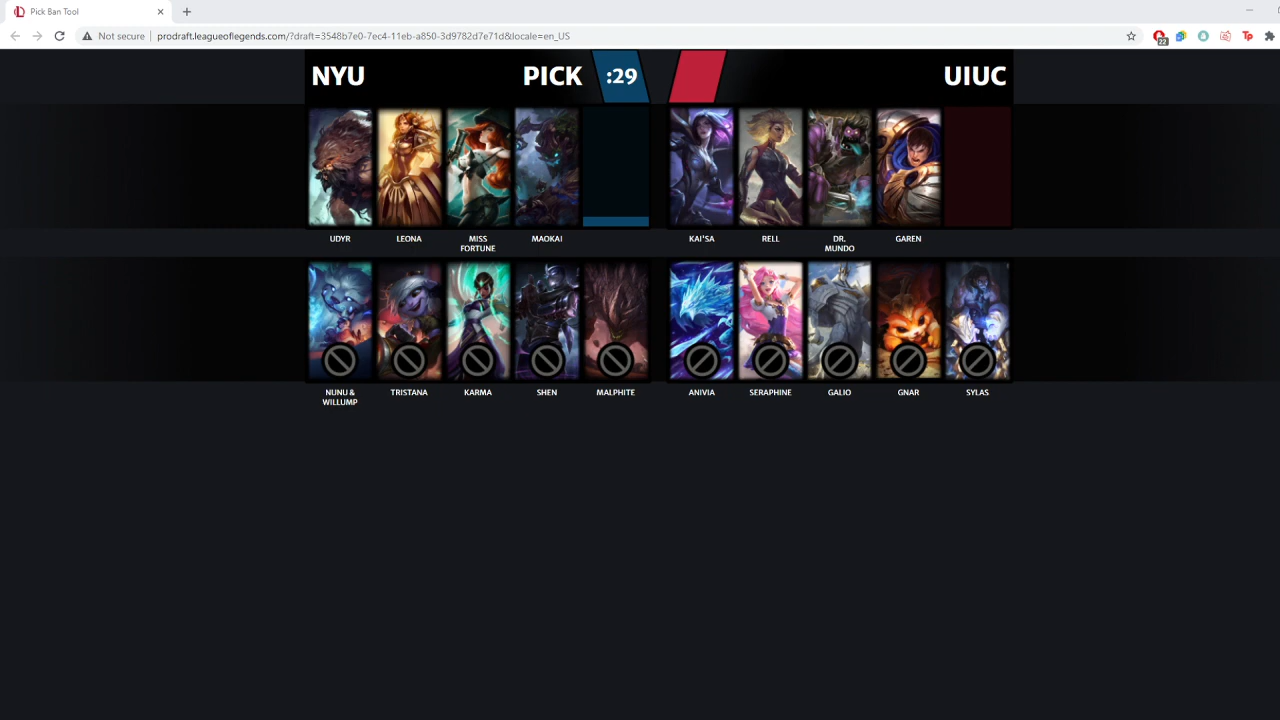 Pick Ban Tool
Not secure
prodraft.leagueoflegends.com/?draft=3548b7e0-7ec4-11eb-a850-3d9782d7e71d&locale=en_US
22
Tp
NYU
PICK
:29
UIUC
UDYR
LEONA
MISS
FORTUNE
MAOKAI
KAI'SA
RELL
DR.
MUNDO
GAREN
NUNU &
WILLUMP
TRISTANA
KARMA
SHEN
MALPHITE
ANIVIA
SERAPHINE
GALIO
GNAR
SYLAS